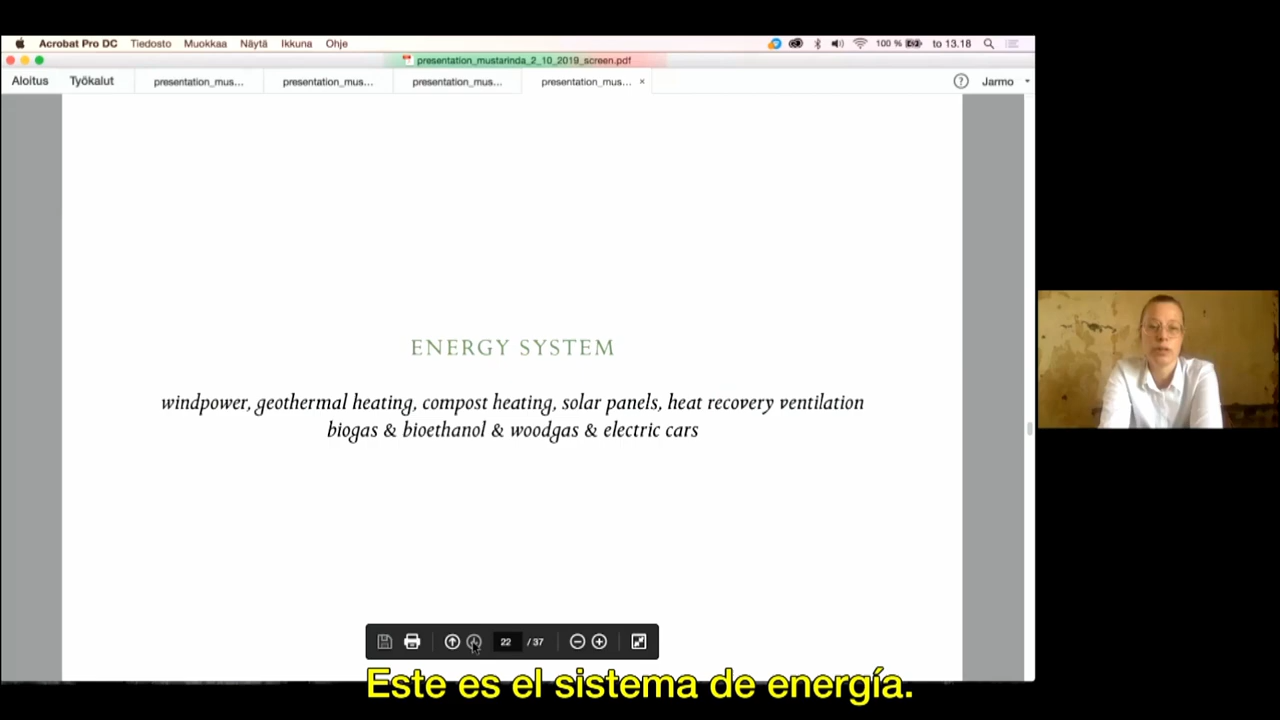 Acrobat Pro DC Tiedosto Muokkaa Näytä Ikkuna Ohje 100 % to 13.18
presentation_mustarinda_2_10_2019_screen.pdf
Aloitus Työkalut presentation_mus... presentation_mus... presentation_mus... presentation_mus... × ? Jarmo
ENERGY SYSTEM
windpower, geothermal heating, compost heating, solar panels, heat recovery ventilation
biogas & bioethanol & woodgas & electric cars
22 / 37
Este es el sistema de energía.